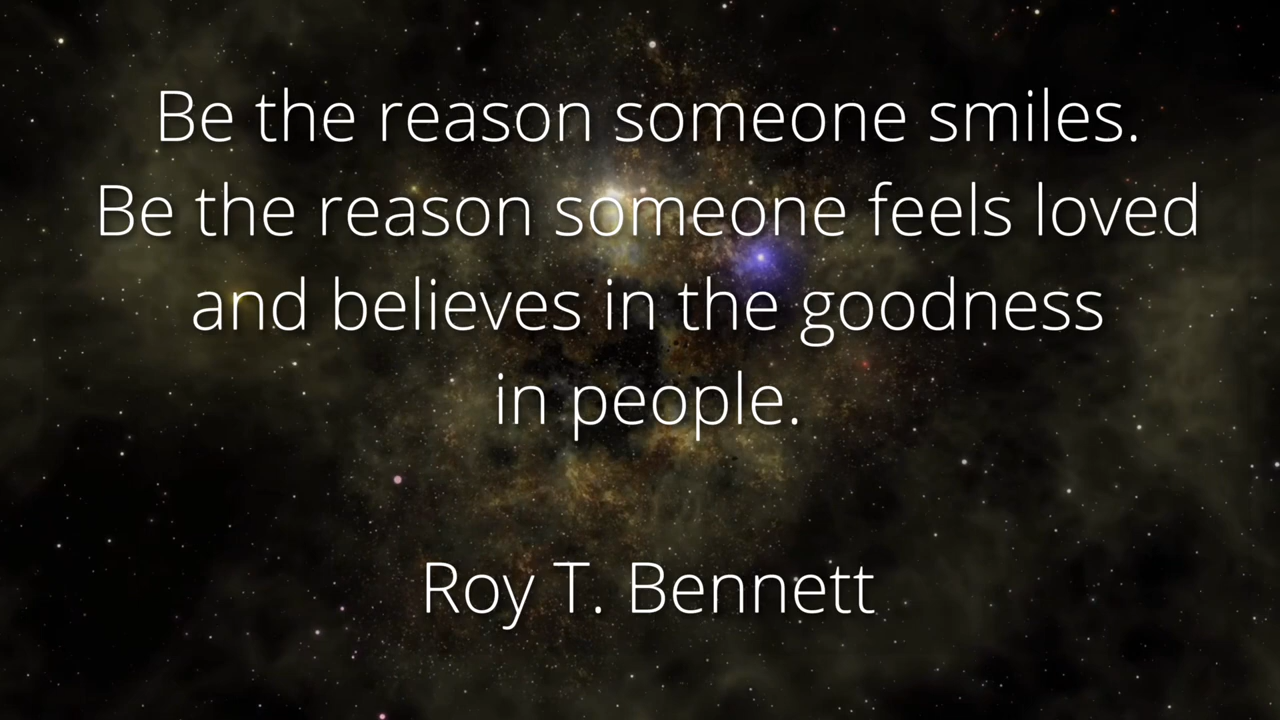 Be the reason someone smiles.
Be the reason someone feels loved
and believes in the goodness
in people.
Roy T. Bennett